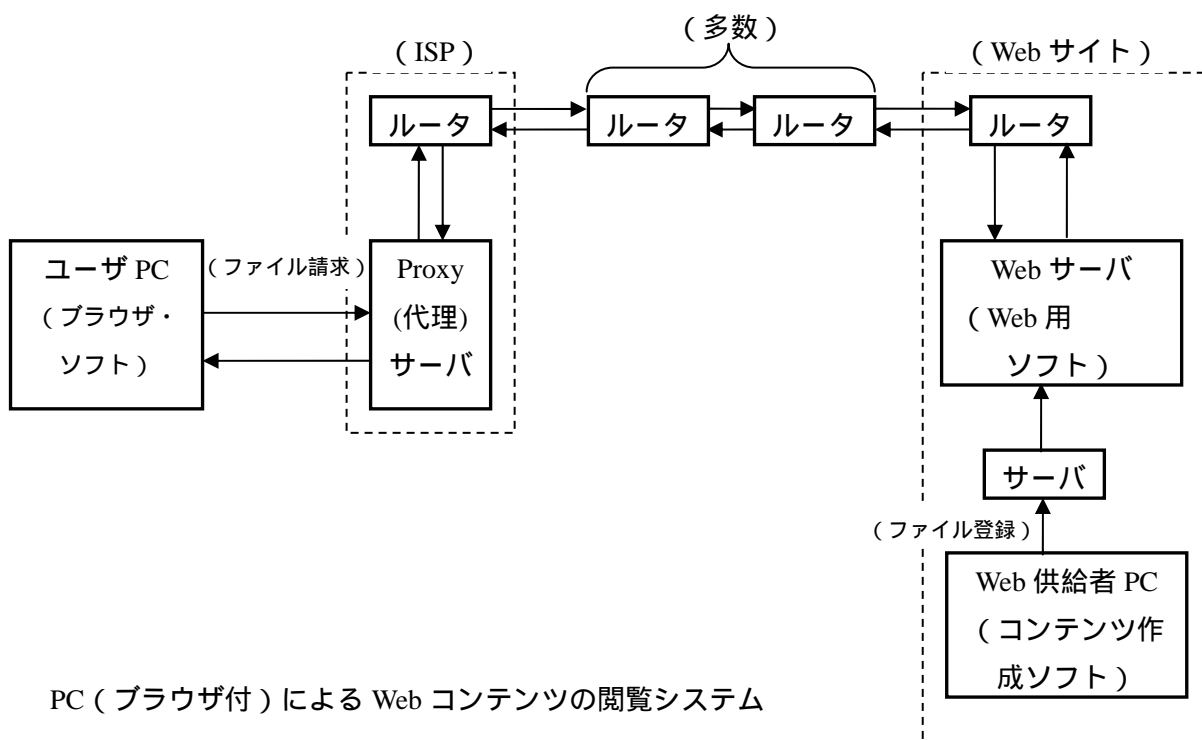 （多数）
（ISP）
（Web サイト）
ルータ
ルータ
ルータ
ルータ
ユーザ PC
（ブラウザ・
ソフト）
（ファイル請求）
Proxy
(代理)
サーバ
Web サーバ
（Web 用
ソフト）
サーバ
（ファイル登録）
Web 供給者 PC
（コンテンツ作
成ソフト）
PC（ブラウザ付）による Web コンテンツの閲覧システム